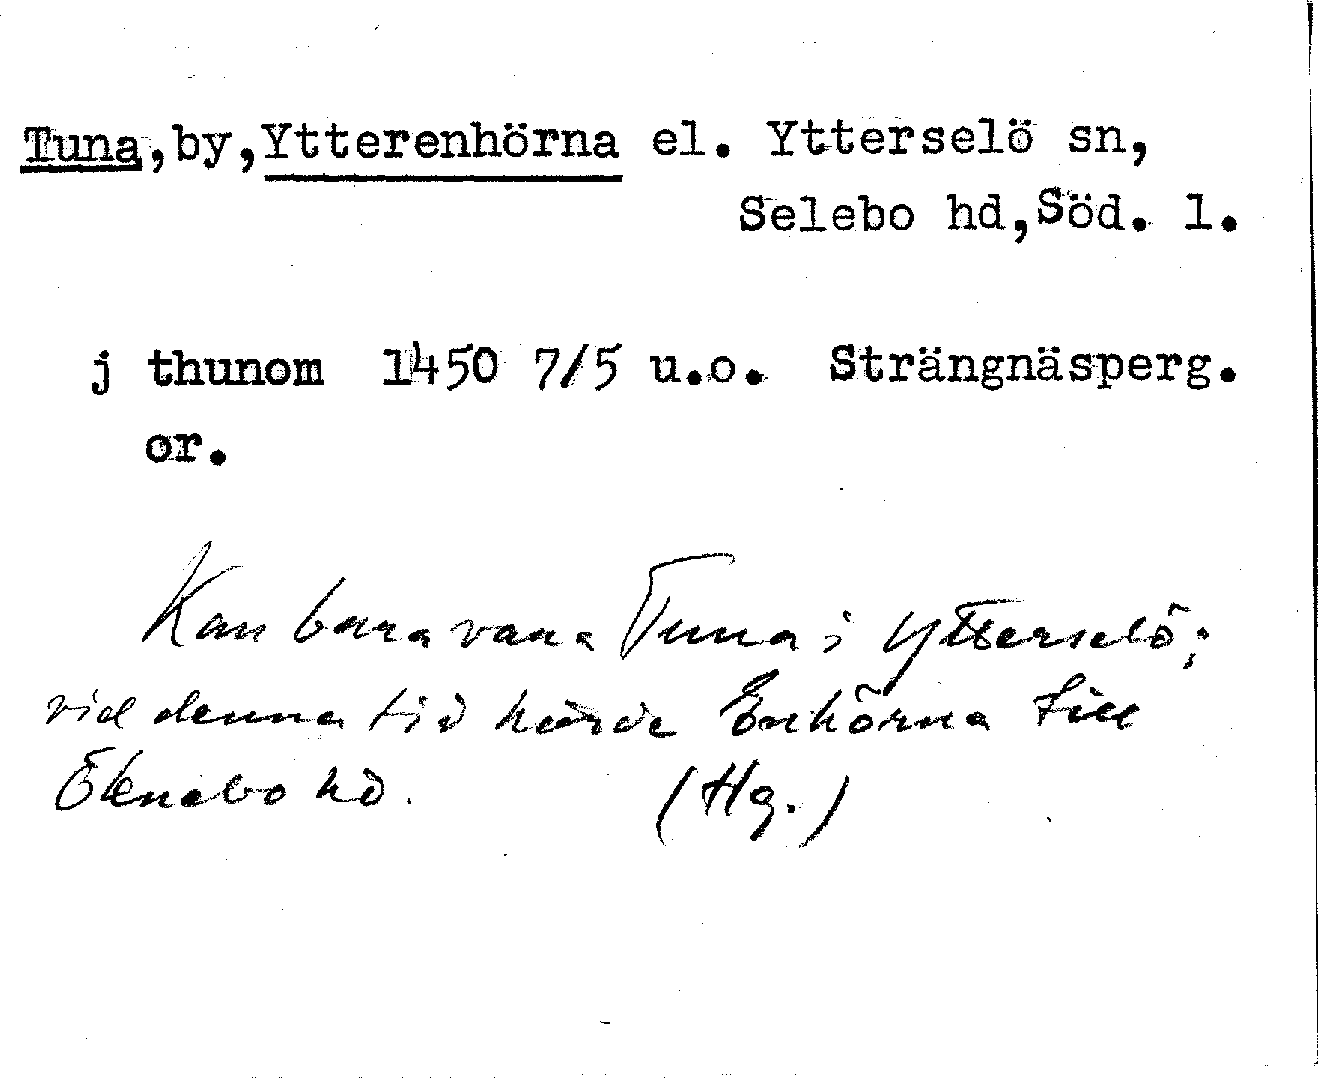 Tuna,by,Ytterenhörna el. Ytterselö sn,
Selebo hd,Söd. l.
j thunom 1450 7/5 u.o. Strängnäsperg.
or.
Kan bara vara Tuna i Ytterselö;
vid denna tid hörde Enhörna till
Öknebo hd. (Hg.)